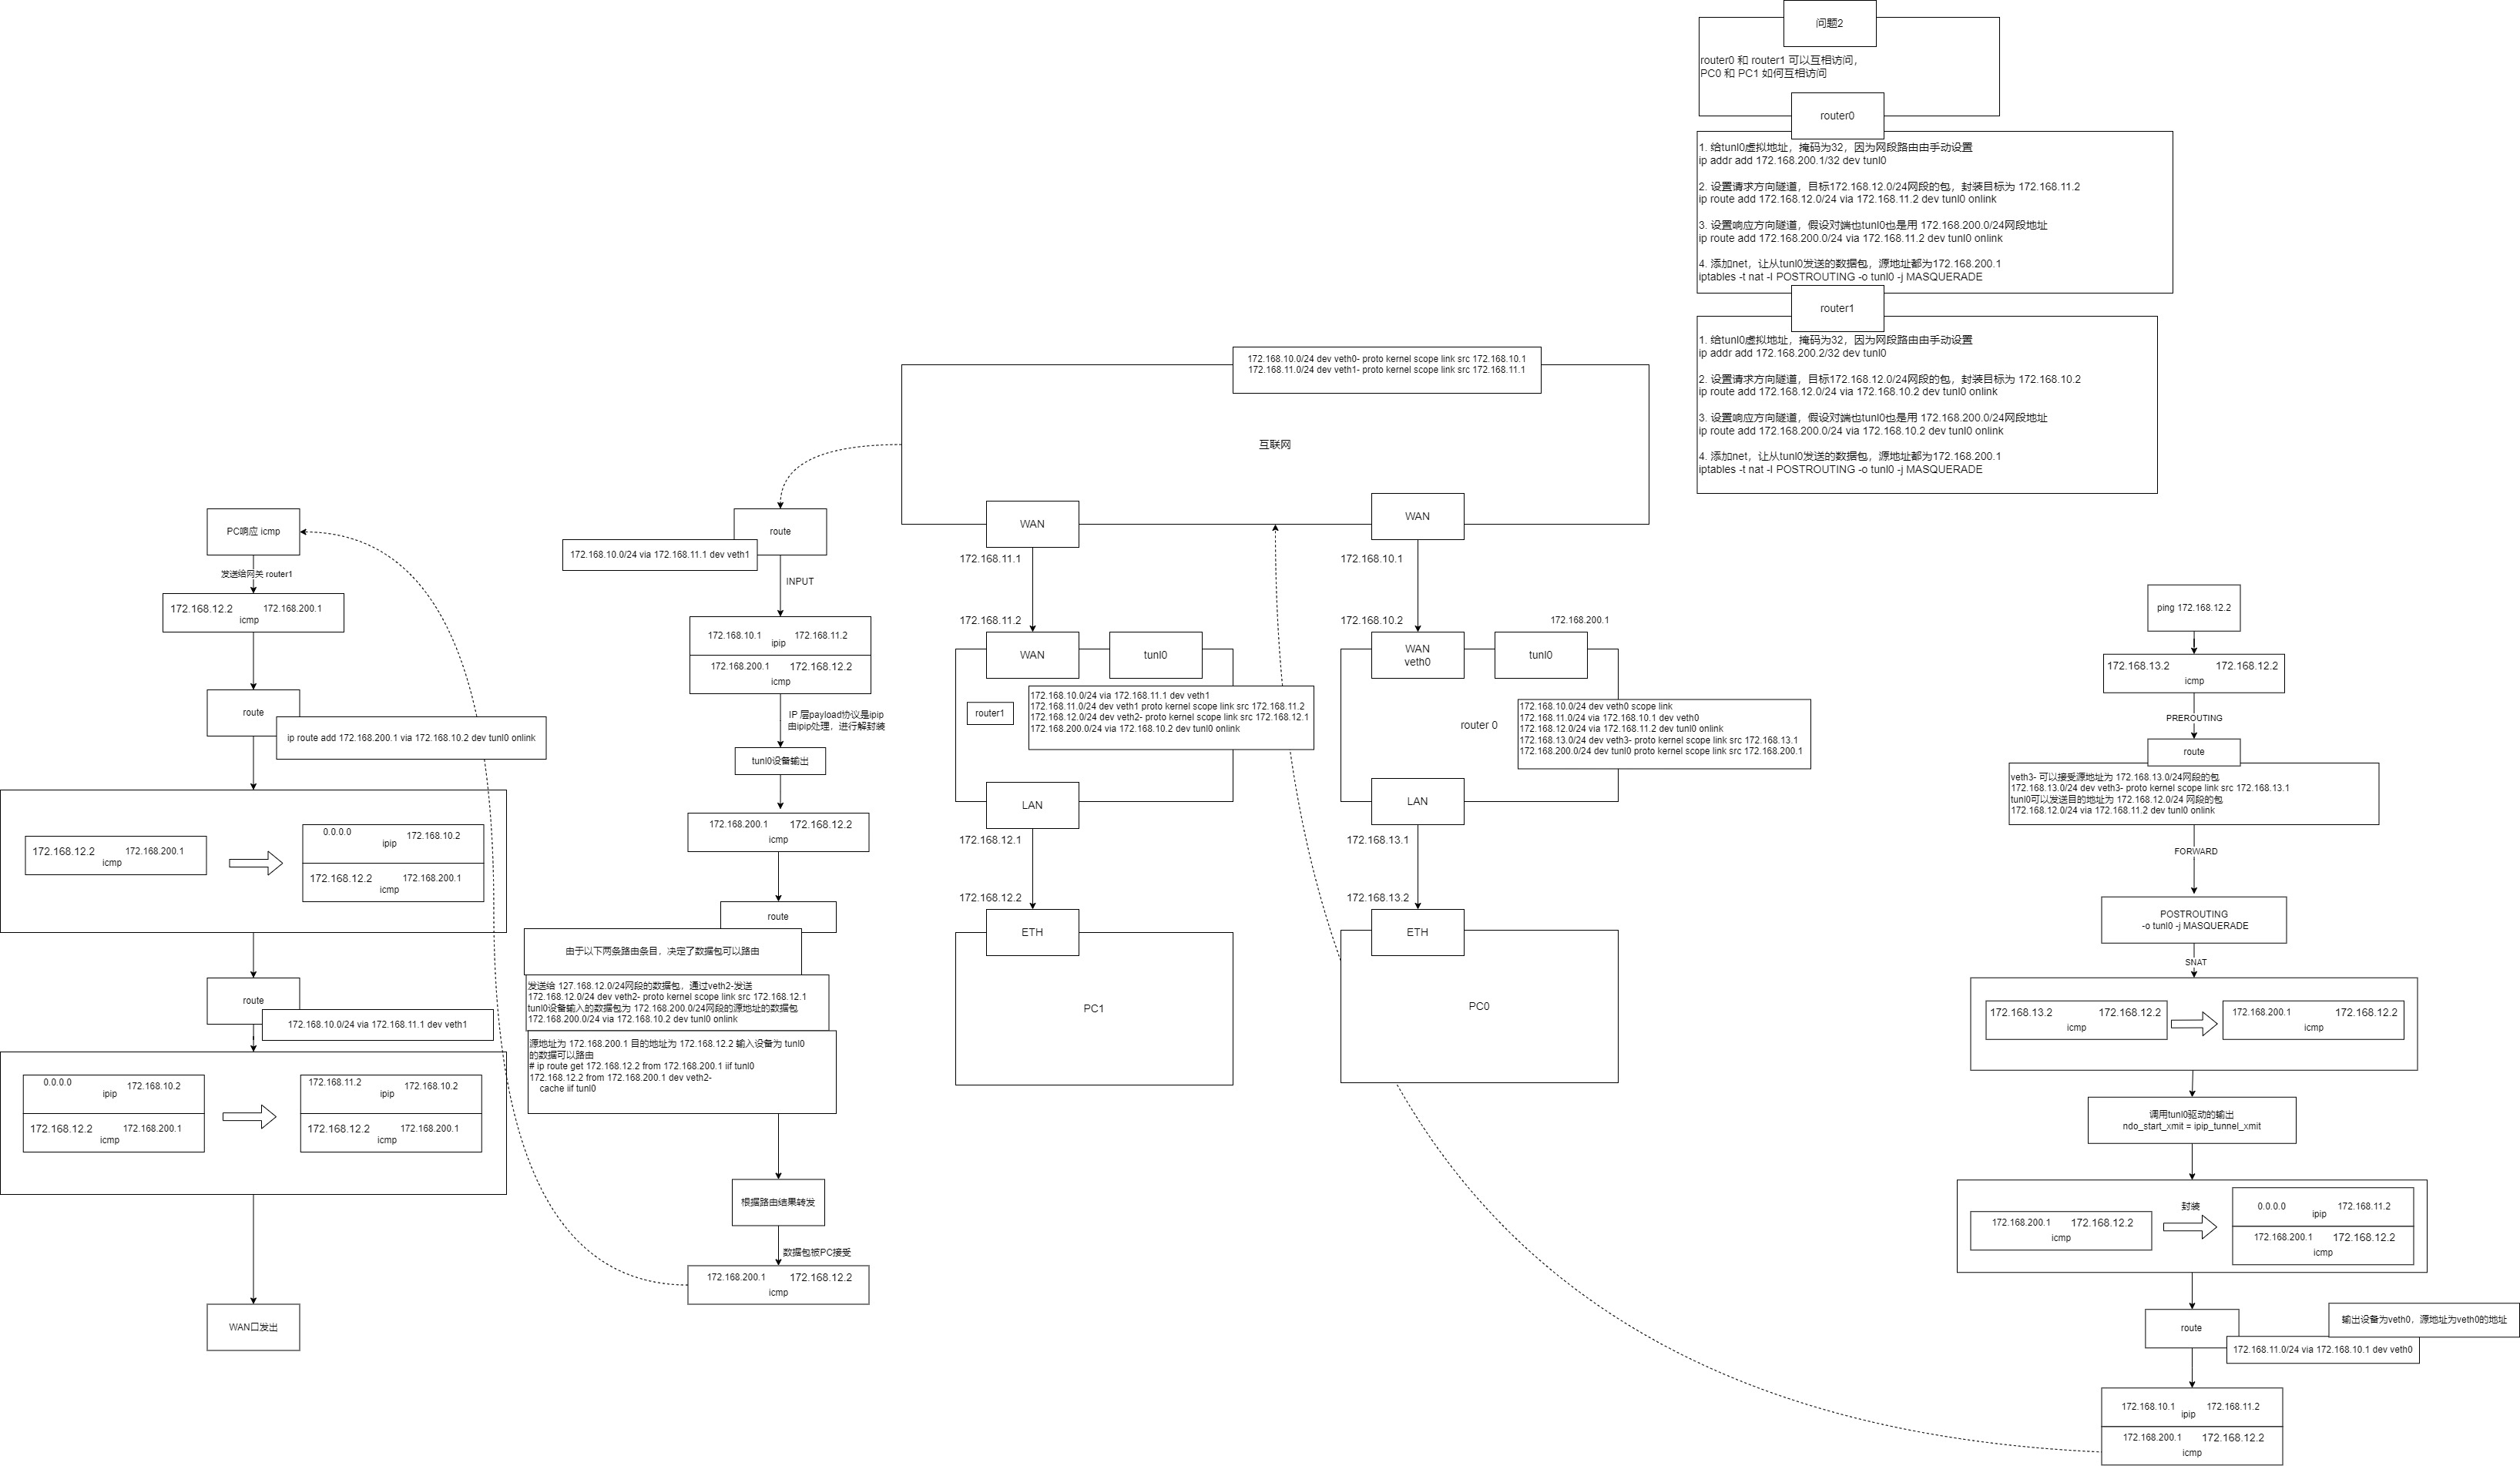 问题2
router0 和 router1 可以互相访问，
PC0 和 PC1 如何互相访问
router0
1. 给tunl0虚拟地址，掩码为32，因为网段路由由手动设置
ip addr add 172.168.200.1/32 dev tunl0
2. 设置请求方向隧道，目标172.168.12.0/24网段的包，封装目标为 172.168.11.2
ip route add 172.168.12.0/24 via 172.168.11.2 dev tunl0 onlink
3. 设置响应方向隧道，假设对端也tunl0也是用 172.168.200.0/24网段地址
ip route add 172.168.200.0/24 via 172.168.11.2 dev tunl0 onlink
4. 添加net，让从tunl0发送的数据包，源地址都为172.168.200.1
iptables -t nat -I POSTROUTING -o tunl0 -j MASQUERADE
router1
1. 给tunl0虚拟地址，掩码为32，因为网段路由由手动设置
ip addr add 172.168.200.2/32 dev tunl0
2. 设置请求方向隧道，目标172.168.12.0/24网段的包，封装目标为 172.168.10.2
ip route add 172.168.12.0/24 via 172.168.10.2 dev tunl0 onlink
3. 设置响应方向隧道，假设对端也tunl0也是用 172.168.200.0/24网段地址
ip route add 172.168.200.0/24 via 172.168.10.2 dev tunl0 onlink
4. 添加net，让从tunl0发送的数据包，源地址都为172.168.200.1
iptables -t nat -I POSTROUTING -o tunl0 -j MASQUERADE
172.168.10.0/24 dev veth0- proto kernel scope link src 172.168.10.1
172.168.11.0/24 dev veth1- proto kernel scope link src 172.168.11.1
互联网
WAN
WAN
172.168.11.1
172.168.10.1
172.168.11.2
172.168.10.2
172.168.200.1
WAN
tunl0
WAN
veth0
tunl0
router1
172.168.10.0/24 via 172.168.11.1 dev veth1
172.168.11.0/24 dev veth1 proto kernel scope link src 172.168.11.2
172.168.12.0/24 dev veth2- proto kernel scope link src 172.168.12.1
172.168.200.0/24 via 172.168.10.2 dev tunl0 onlink
router 0
172.168.10.0/24 dev veth0 scope link
172.168.11.0/24 via 172.168.10.1 dev veth0
172.168.12.0/24 via 172.168.11.2 dev tunl0 onlink
172.168.13.0/24 dev veth3- proto kernel scope link src 172.168.13.1
172.168.200.0/24 dev tunl0 proto kernel scope link src 172.168.200.1
LAN
LAN
172.168.12.1
172.168.13.1
172.168.12.2
172.168.13.2
ETH
ETH
PC1
PC0
ping 172.168.12.2
172.168.13.2 172.168.12.2
icmp
PREROUTING
route
veth3- 可以接受源地址为 172.168.13.0/24网段的包
172.168.13.0/24 dev veth3- proto kernel scope link src 172.168.13.1
tunl0可以发送目的地址为 172.168.12.0/24 网段的包
172.168.12.0/24 via 172.168.11.2 dev tunl0 onlink
FORWARD
POSTROUTING
-o tunl0 -j MASQUERADE
SNAT
172.168.13.2 172.168.12.2
icmp
172.168.200.1 172.168.12.2
icmp
调用tunl0驱动的输出
ndo_start_xmit = ipip_tunnel_xmit
172.168.200.1 172.168.12.2
icmp
封装
0.0.0.0 172.168.11.2
ipip
172.168.200.1 172.168.12.2
icmp
route
输出设备为veth0，源地址为veth0的地址
172.168.11.0/24 via 172.168.10.1 dev veth0
172.168.10.1 172.168.11.2
ipip
172.168.200.1 172.168.12.2
icmp
route
172.168.10.0/24 via 172.168.11.1 dev veth1
INPUT
172.168.10.1 172.168.11.2
ipip
172.168.200.1 172.168.12.2
icmp
IP 层payload协议是ipip
由ipip处理，进行解封装
tunl0设备输出
172.168.200.1 172.168.12.2
icmp
route
由于以下两条路由条目，决定了数据包可以路由
发送给 127.168.12.0/24网段的数据包，通过veth2-发送
172.168.12.0/24 dev veth2- proto kernel scope link src 172.168.12.1
tunl0设备输入的数据包为 172.168.200.0/24网段的源地址的数据包
172.168.200.0/24 via 172.168.10.2 dev tunl0 onlink
源地址为 172.168.200.1 目的地址为 172.168.12.2 输入设备为 tunl0
的数据可以路由
# ip route get 172.168.12.2 from 172.168.200.1 iif tunl0
172.168.12.2 from 172.168.200.1 dev veth2-
cache iif tunl0
根据路由结果转发
数据包被PC接受
172.168.200.1 172.168.12.2
icmp
PC响应 icmp
发送给网关 router1
172.168.12.2 172.168.200.1
icmp
route
ip route add 172.168.200.1 via 172.168.10.2 dev tunl0 onlink
172.168.12.2 172.168.200.1
icmp
0.0.0.0 172.168.10.2
ipip
172.168.12.2 172.168.200.1
icmp
route
172.168.10.0/24 via 172.168.11.1 dev veth1
0.0.0.0 172.168.10.2
ipip
172.168.12.2 172.168.200.1
icmp
172.168.11.2 172.168.10.2
ipip
172.168.12.2 172.168.200.1
icmp
WAN口发出